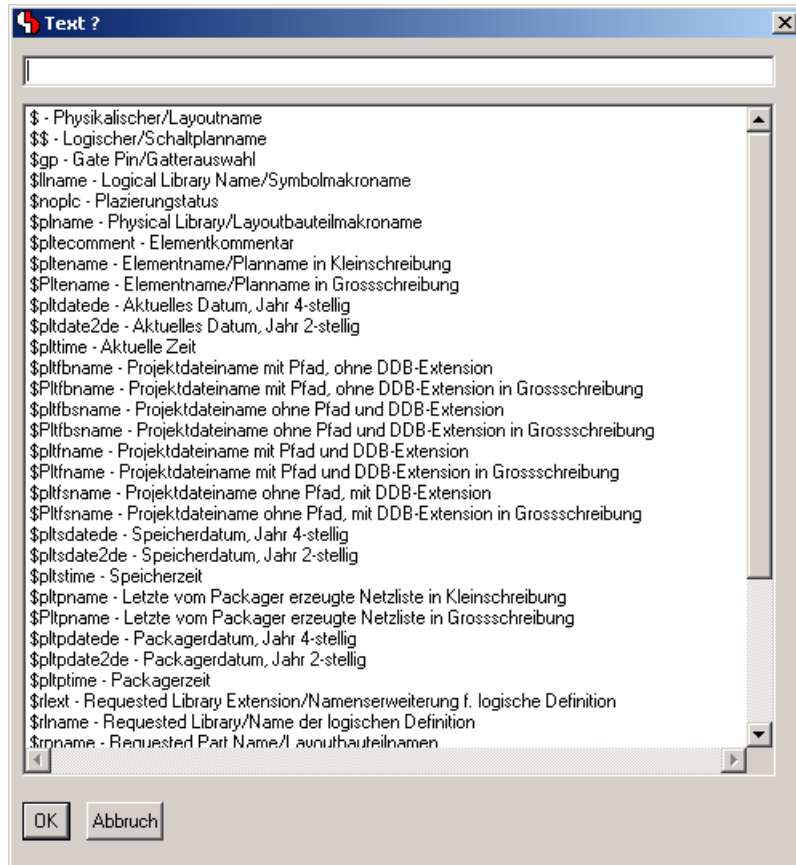 Text ?
$ - Physikalischer/Layoutname
$$ - Logischer/Schaltplanname
$gp - Gate Pin/Gatterauswahl
$llname - Logical Library Name/Symbolmakroname
$noplc - Plazierungstatus
$plname - Physical Library/Layoutbauteilmakroname
$pltecomment - Elementkommentar
$pltename - Elementname/Planname in Kleinschreibung
$Pltename - Elementname/Planname in Grossschreibung
$pltdatede - Aktuelles Datum, Jahr 4-stellig
$pltdate2de - Aktuelles Datum, Jahr 2-stellig
$plttime - Aktuelle Zeit
$pltfbname - Projektdateiname mit Pfad, ohne DDB-Extension
$Pltfbname - Projektdateiname mit Pfad, ohne DDB-Extension in Grossschreibung
$pltfbsname - Projektdateiname ohne Pfad und DDB-Extension
$Pltfbsname - Projektdateiname ohne Pfad und DDB-Extension in Grossschreibung
$pltfname - Projektdateiname mit Pfad und DDB-Extension
$Pltfname - Projektdateiname mit Pfad und DDB-Extension in Grossschreibung
$pltfsname - Projektdateiname ohne Pfad, mit DDB-Extension
$Pltfsname - Projektdateiname ohne Pfad, mit DDB-Extension in Grossschreibung
$pltsdatede - Speicherdatum, Jahr 4-stellig
$pltsdate2de - Speicherdatum, Jahr 2-stellig
$pltstime - Speicherzeit
$pltpname - Letzte vom Packager erzeugte Netzliste in Kleinschreibung
$Pltpname - Letzte vom Packager erzeugte Netzliste in Grossschreibung
$pltpdatede - Packagerdatum, Jahr 4-stellig
$pltpdate2de - Packagerdatum, Jahr 2-stellig
$pltptime - Packagerzeit
$rlext - Requested Library Extension/Namenserweiterung f. logische Definition
$rlname - Requested Library/Name der logischen Definition
$rpname - Requested Part Name/Layoutbauteilnamen
OK Abbruch